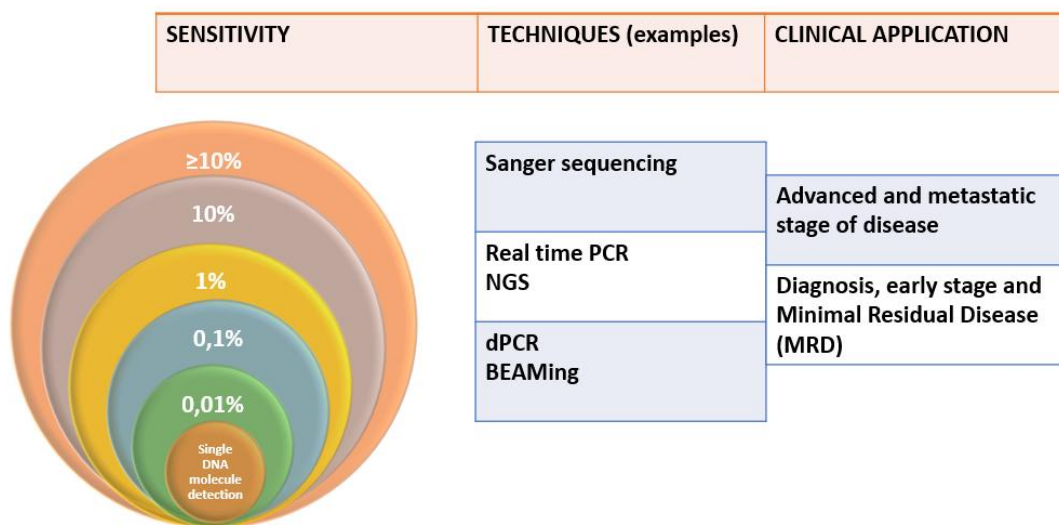 SENSITIVITY
TECHNIQUES (examples)
CLINICAL APPLICATION
≥10%
10%
1%
0,1%
0,01%
Single
DNA
molecule
detection
Sanger sequencing
Real time PCR
NGS
dPCR
BEAMing
Advanced and metastatic
stage of disease
Diagnosis, early stage and
Minimal Residual Disease
(MRD)